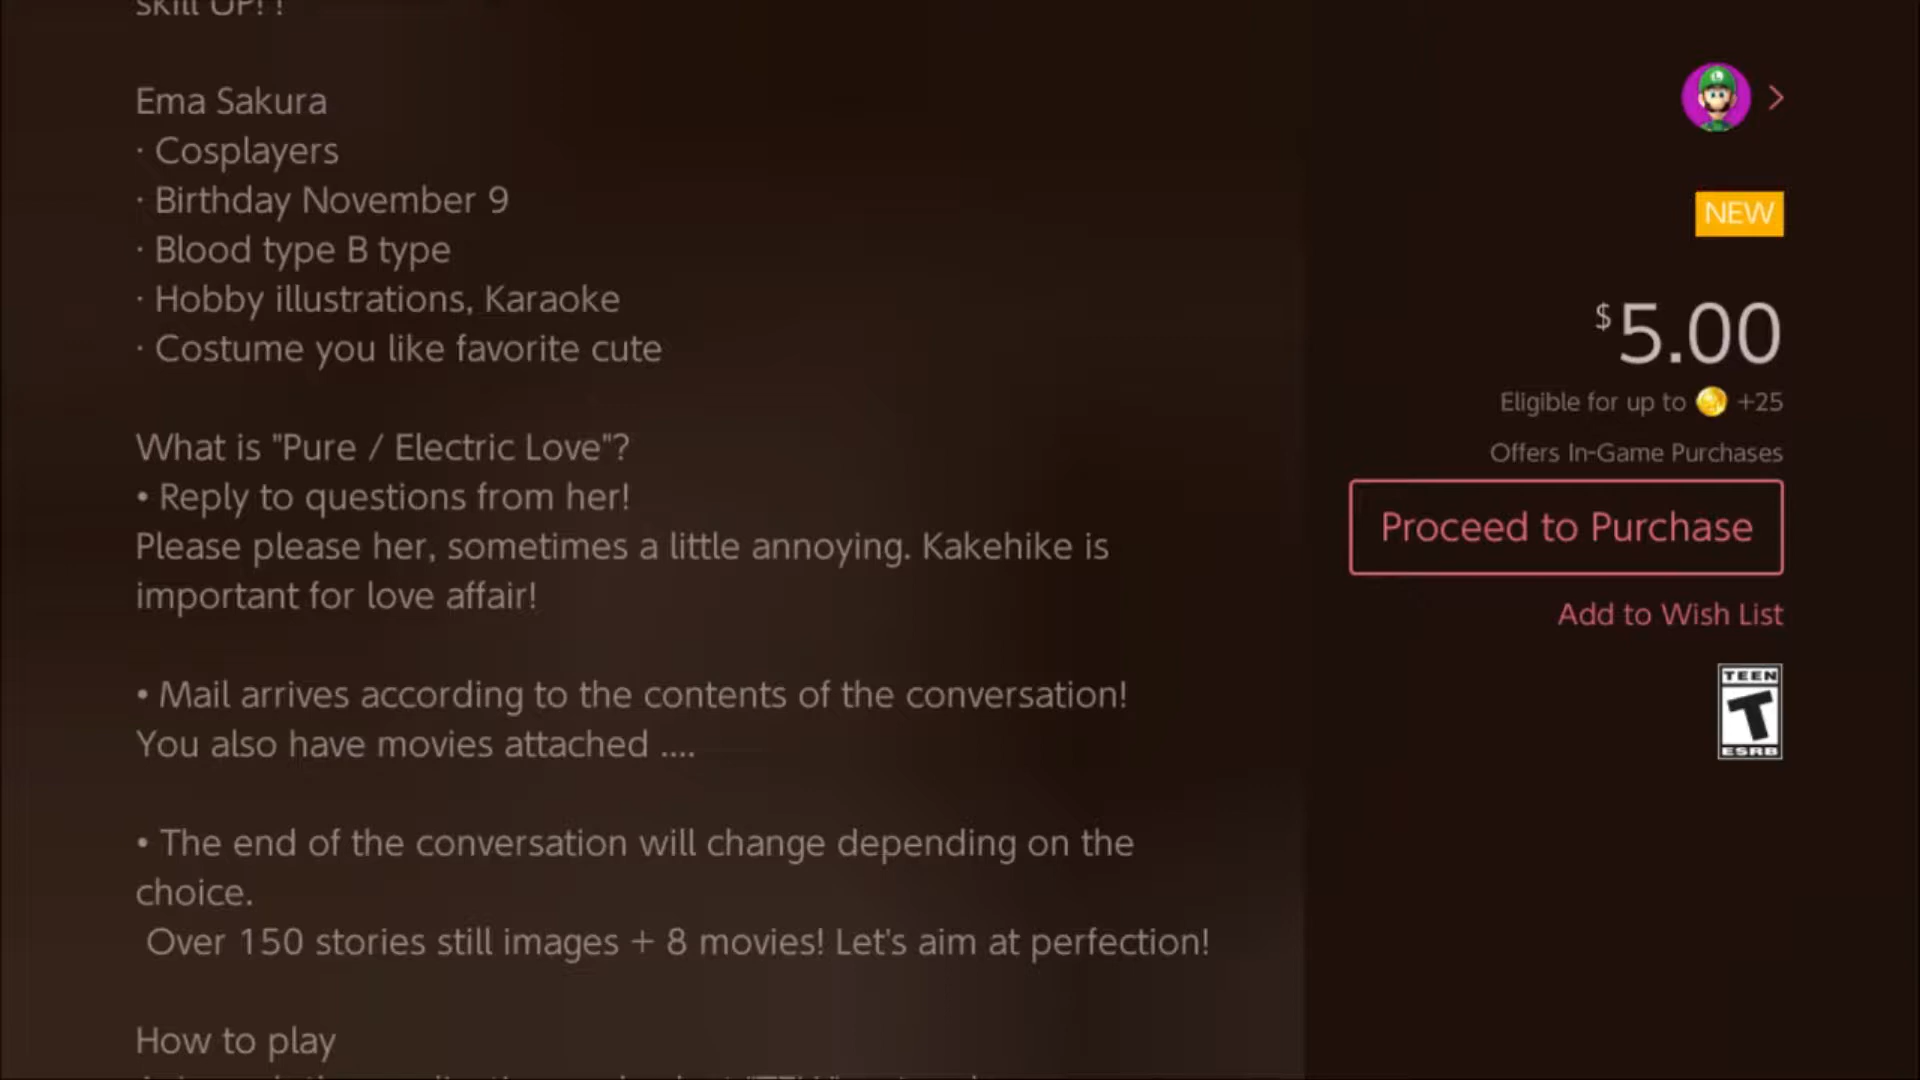 skill UP! !
Ema Sakura
· Cosplayers
· Birthday November 9
· Blood type B type
· Hobby illustrations, Karaoke
· Costume you like favorite cute
What is "Pure / Electric Love"?
• Reply to questions from her!
Please please her, sometimes a little annoying. Kakehike is
important for love affair!
• Mail arrives according to the contents of the conversation!
You also have movies attached ....
• The end of the conversation will change depending on the
choice.
Over 150 stories still images + 8 movies! Let's aim at perfection!
How to play
NEW
$5.00
Eligible for up to +25
Offers In-Game Purchases
Proceed to Purchase
Add to Wish List
TEEN
T
ESRB